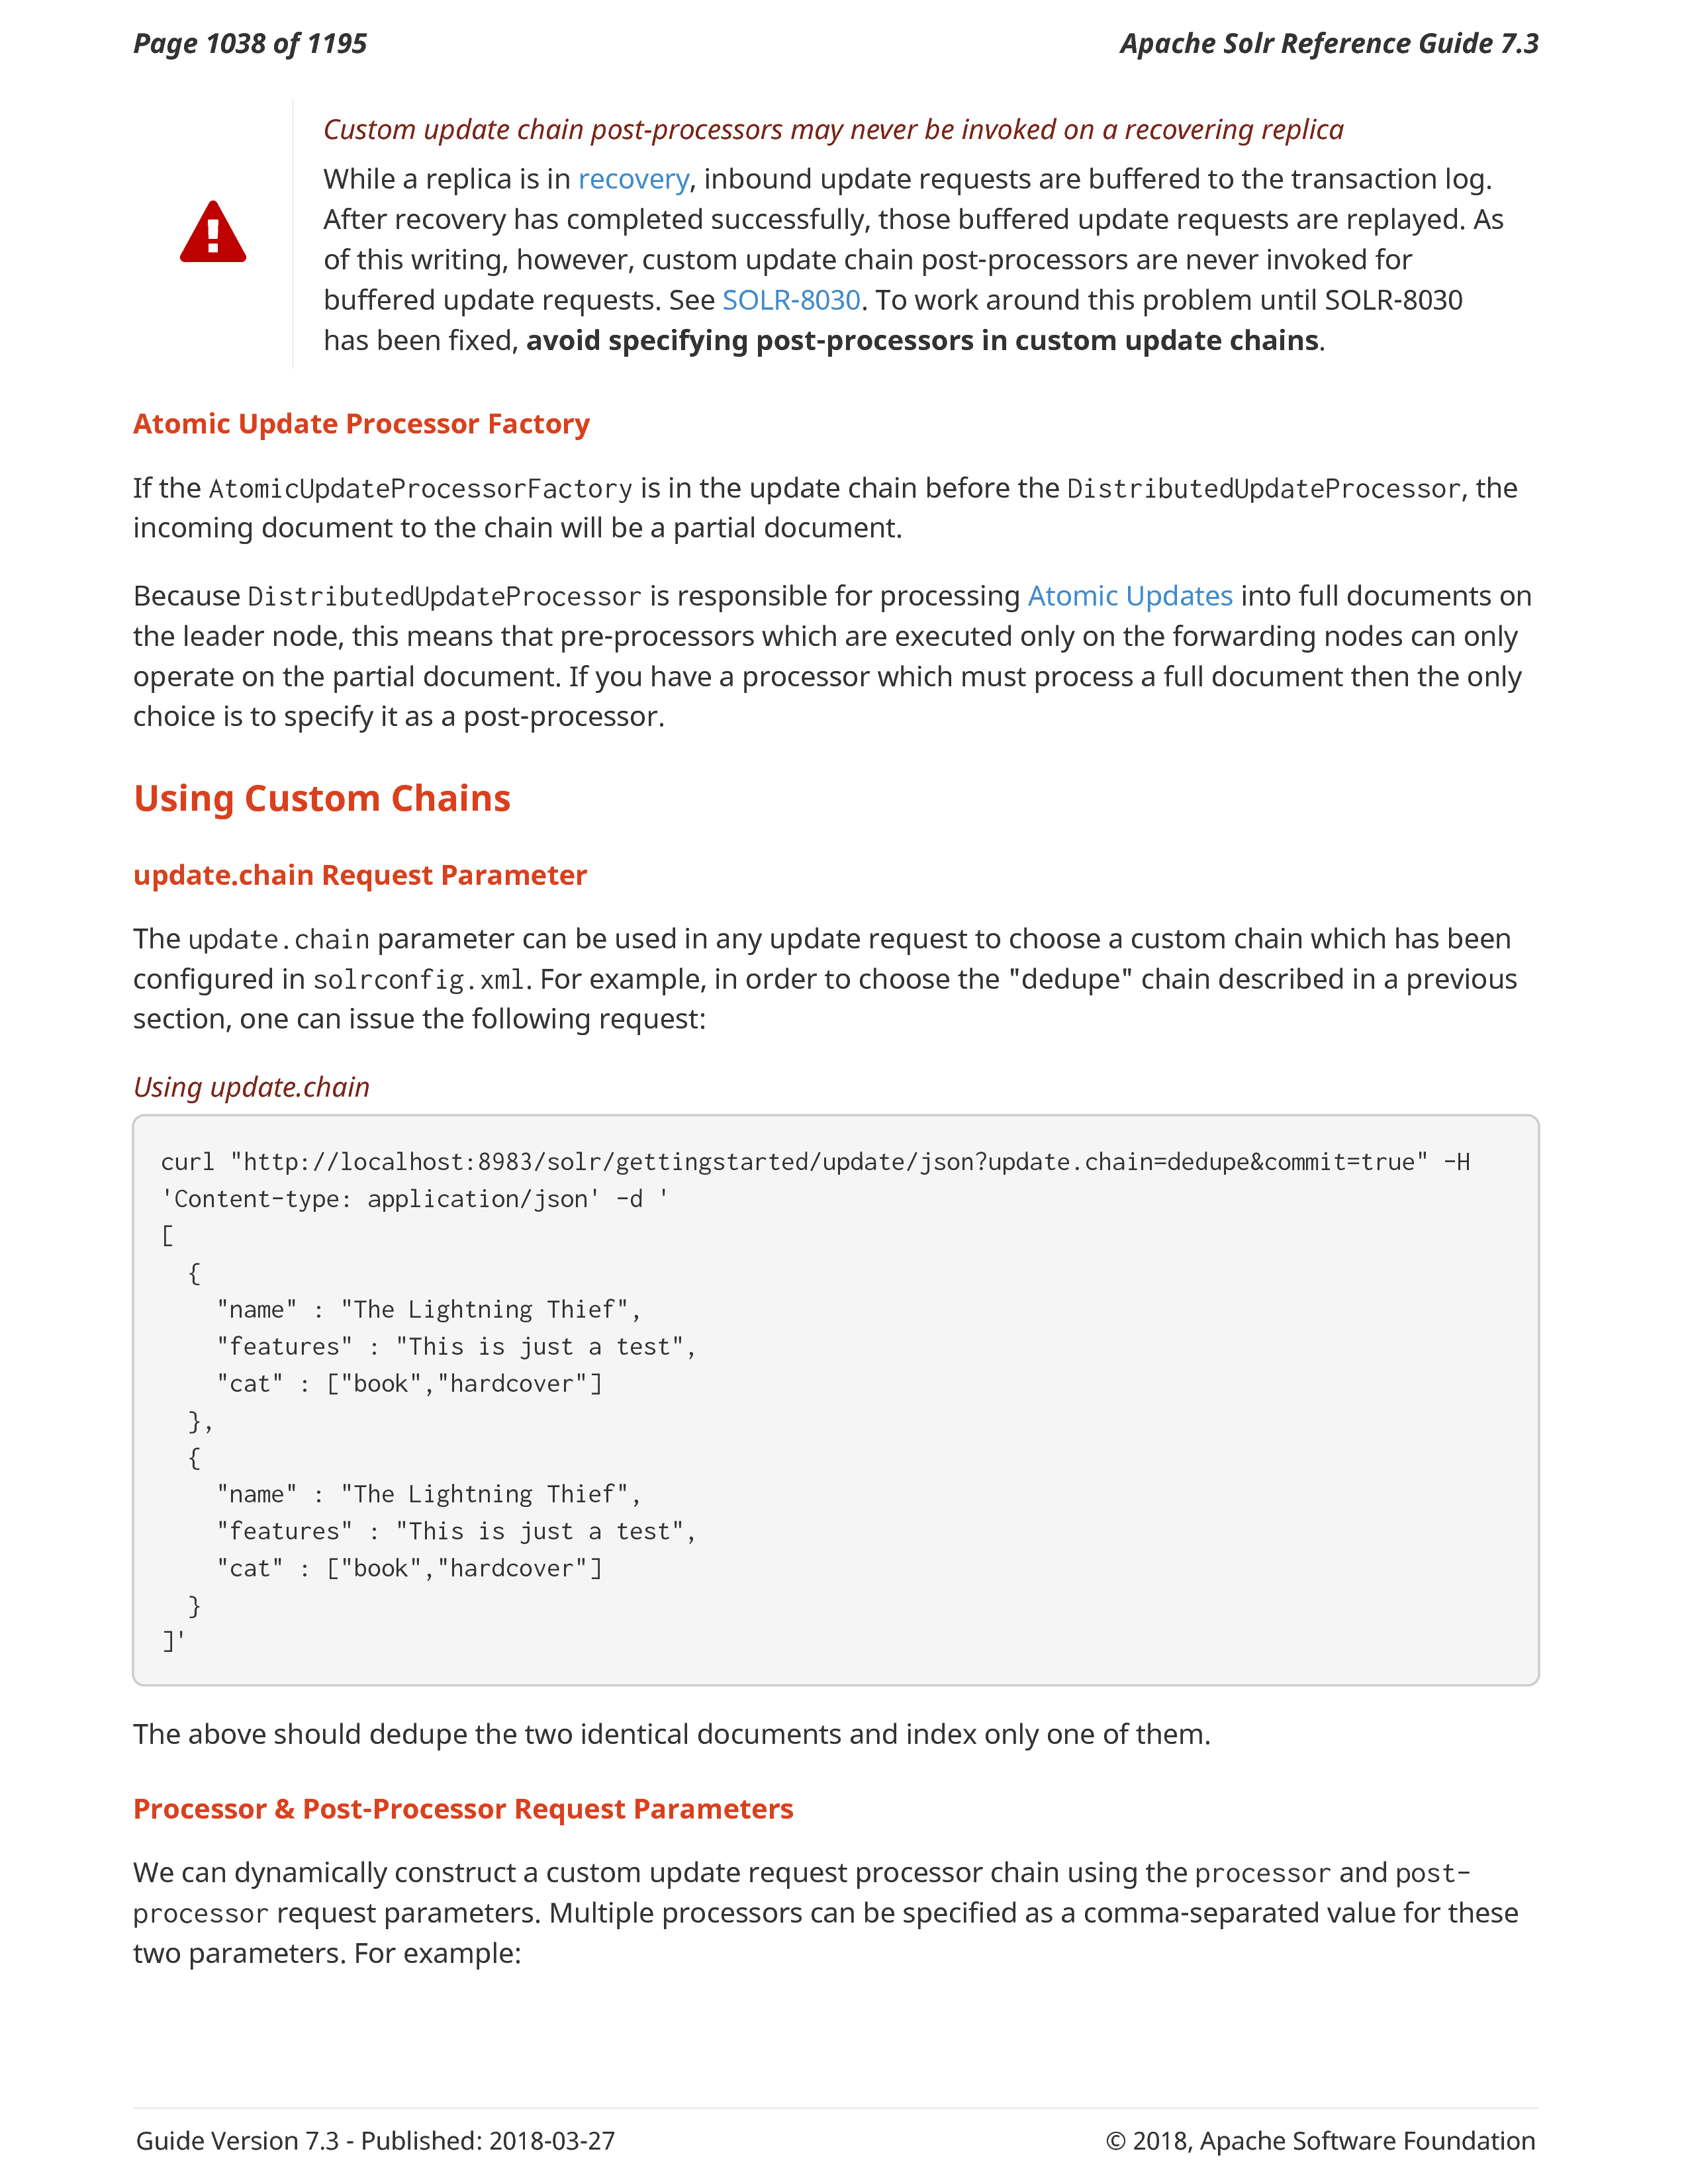 Page 1038 of 1195
Apache Solr Reference Guide 7.3
Custom update chain post-processors may never be invoked on a recovering replica
While a replica is in recovery, inbound update requests are buffered to the transaction log.
After recovery has completed successfully, those buffered update requests are replayed. As
of this writing, however, custom update chain post-processors are never invoked for
buffered update requests. See SOLR-8030. To work around this problem until SOLR-8030
has been fixed, avoid specifying post-processors in custom update chains.
Atomic Update Processor Factory
If the AtomicUpdateProcessorFactory is in the update chain before the DistributedUpdateProcessor, the
incoming document to the chain will be a partial document.
Because DistributedUpdateProcessor is responsible for processing Atomic Updates into full documents on
the leader node, this means that pre-processors which are executed only on the forwarding nodes can only
operate on the partial document. If you have a processor which must process a full document then the only
choice is to specify it as a post-processor.
Using Custom Chains
update.chain Request Parameter
The update.chain parameter can be used in any update request to choose a custom chain which has been
configured in solrconfig.xml. For example, in order to choose the "dedupe" chain described in a previous
section, one can issue the following request:
Using update.chain
curl "http://localhost:8983/solr/gettingstarted/update/json?update.chain=dedupe&commit=true" -H
'Content-type: application/json' -d '
[
  {
    "name" : "The Lightning Thief",
    "features" : "This is just a test",
    "cat" : ["book","hardcover"]
  },
  {
    "name" : "The Lightning Thief",
    "features" : "This is just a test",
    "cat" : ["book","hardcover"]
  }
]'
The above should dedupe the two identical documents and index only one of them.
Processor & Post-Processor Request Parameters
We can dynamically construct a custom update request processor chain using the processor and post-
processor request parameters. Multiple processors can be specified as a comma-separated value for these
two parameters. For example:
Guide Version 7.3 - Published: 2018-03-27
© 2018, Apache Software Foundation